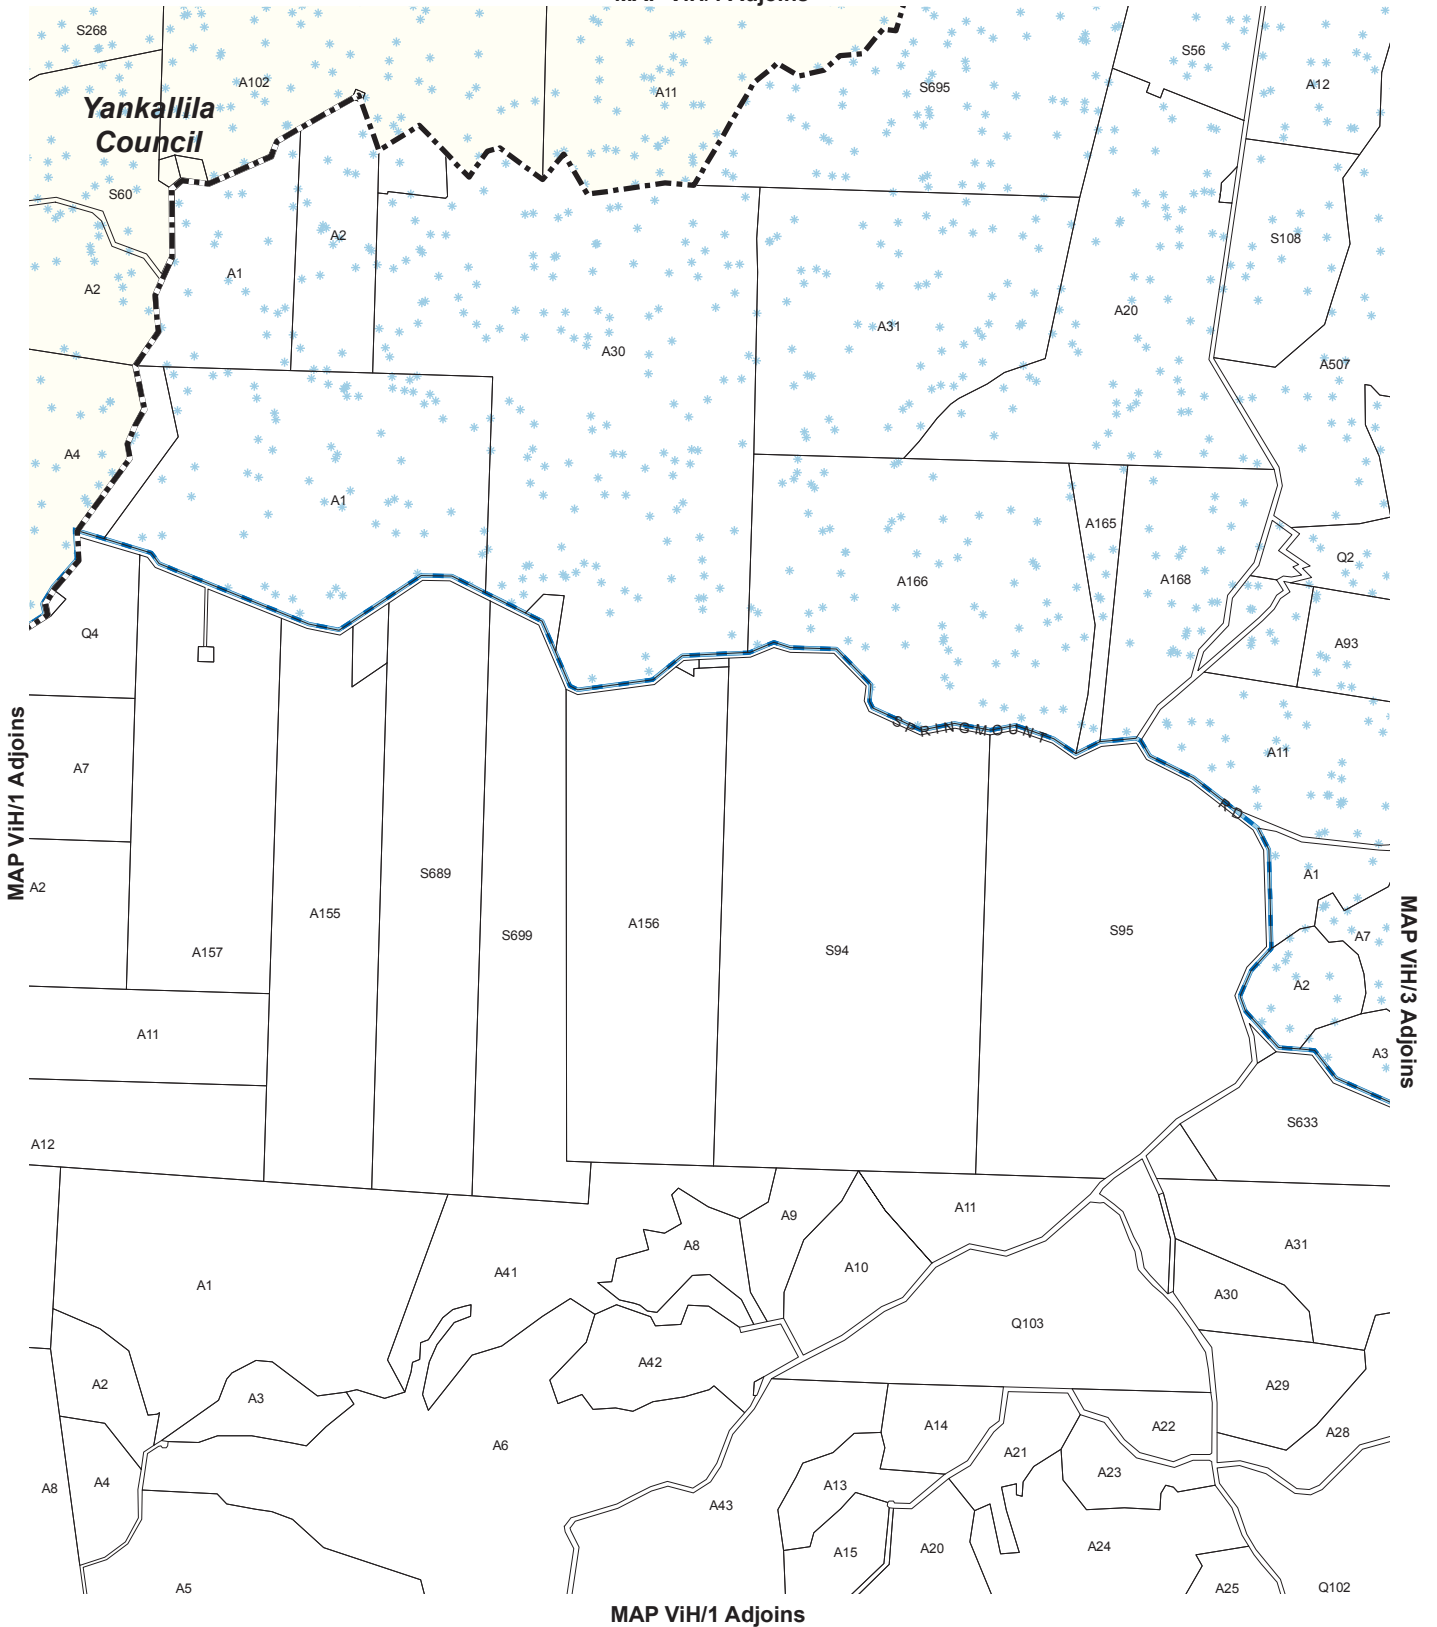 S268
S56
A102
A12
A11
S695
Yankallila
Council
S60
A2
S108
A1
A2
A20
A31
A30
A507
A4
A1
A165
Q2
A166
A168
Q4
A93
SPRINGMOUNT
RD
A11
A7
MAP ViH/1 Adjoins
S689
A1
A2
A155
A156
S699
S95
A7
A157
S94
A2
MAP ViH/3 Adjoins
A11
A3
S633
A12
A9
A11
A8
A31
A41
A10
A1
A30
Q103
A42
A2
A3
A29
A14
A22
A28
A6
A21
A23
A4
A13
A8
A43
A15
A20
A24
A5
A25
Q102
MAP ViH/1 Adjoins
A2